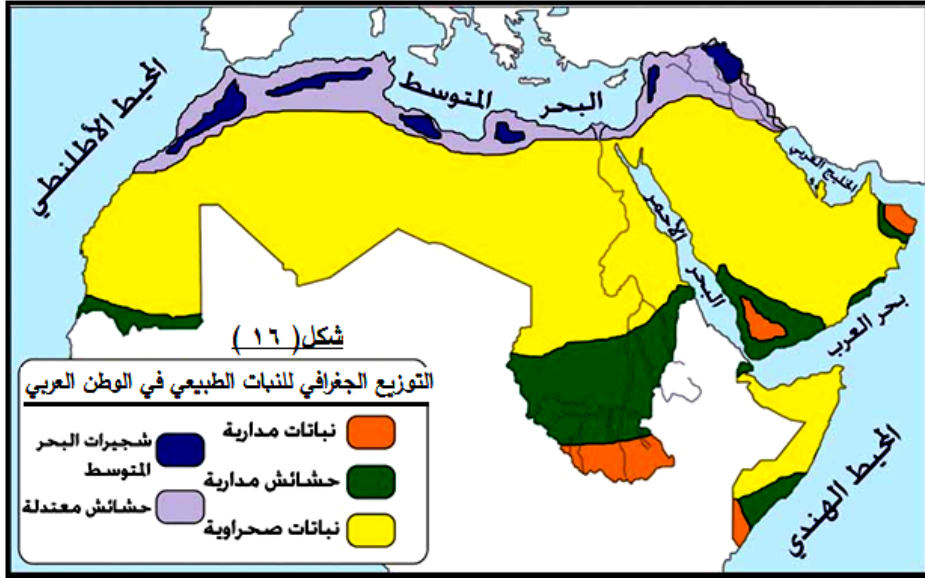 المحيط الأطلنطي
البحر المتوسط
الخليج العربي
البحر الأحمر
بحر العرب
المحيط الهندي
شكل( ١٦ )
التوزيع الجغرافي للنبات الطبيعي في الوطن العربي
نباتات مدارية
حشائش مدارية
نباتات صحراوية
شجيرات البحر
المتوسط
حشائش معتدلة